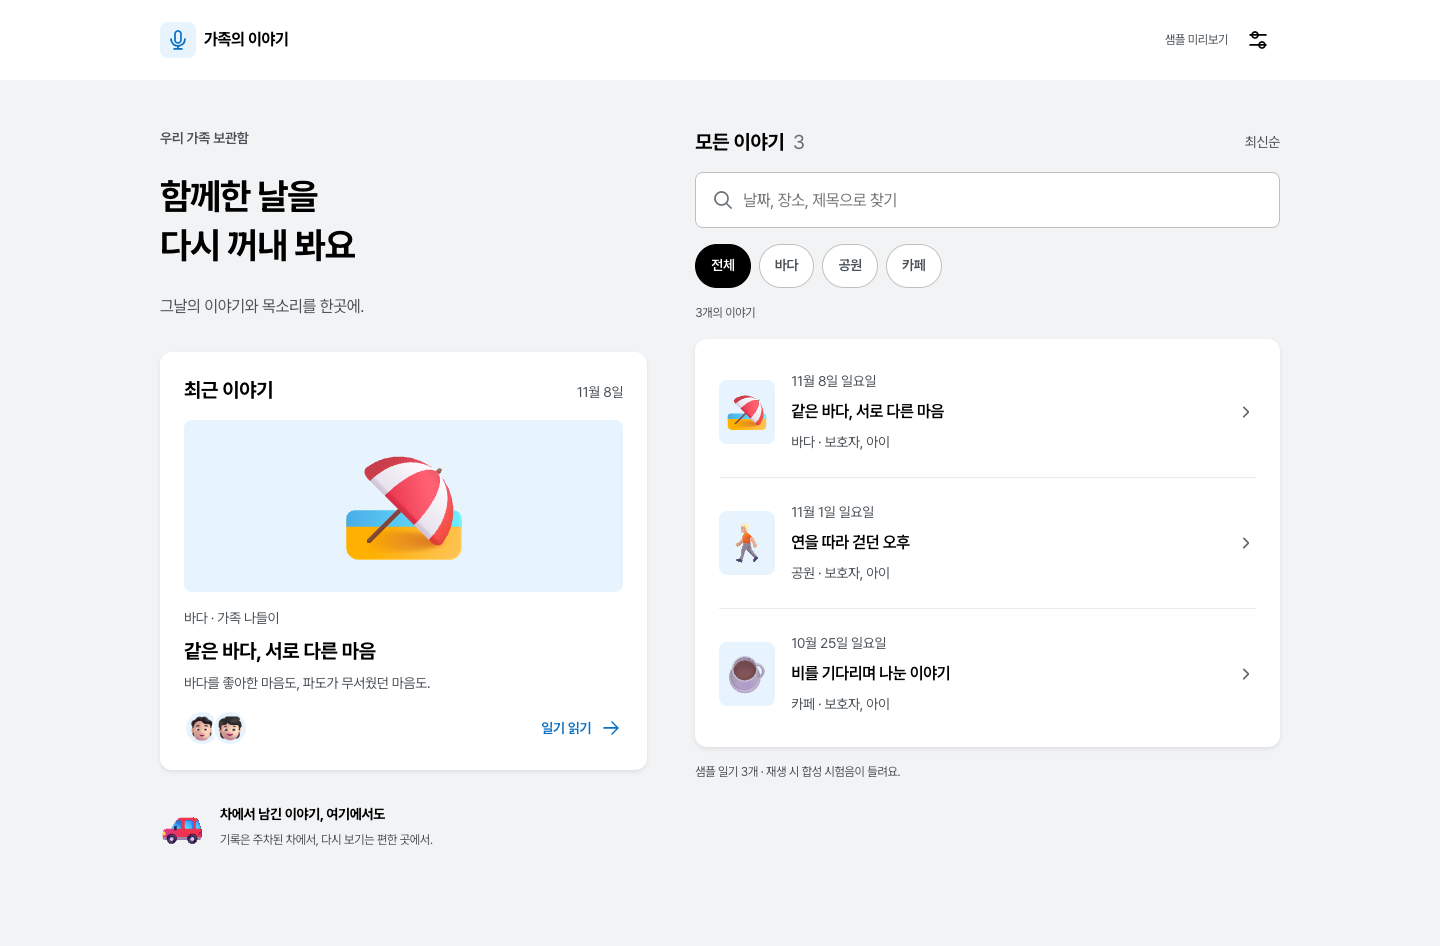 가족의 이야기
샘플 미리보기
우리 가족 보관함
함께한 날을
다시 꺼내 봐요
그날의 이야기와 목소리를 한곳에.
최근 이야기
11월 8일
바다 · 가족 나들이
같은 바다, 서로 다른 마음
바다를 좋아한 마음도, 파도가 무서웠던 마음도.
일기 읽기
차에서 남긴 이야기, 여기에서도
기록은 주차된 차에서, 다시 보기는 편한 곳에서.
모든 이야기 3
최신순
날짜, 장소, 제목으로 찾기
전체
바다
공원
카페
3개의 이야기
11월 8일 일요일
같은 바다, 서로 다른 마음
바다 · 보호자, 아이
11월 1일 일요일
연을 따라 걷던 오후
공원 · 보호자, 아이
10월 25일 일요일
비를 기다리며 나눈 이야기
카페 · 보호자, 아이
샘플 일기 3개 · 재생 시 합성 시험음이 들려요.